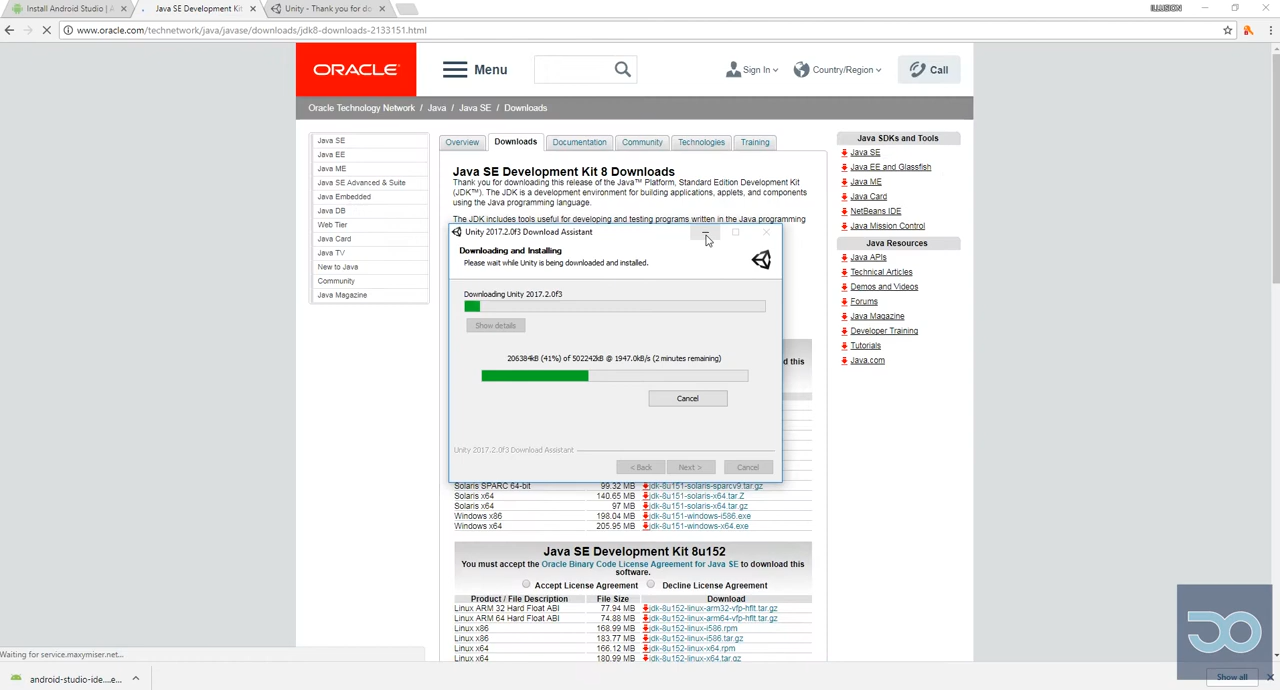 Install Android Studio | A
Java SE Development Kit
Unity - Thank you for do
ILLUSION
www.oracle.com/technetwork/java/javase/downloads/jdk8-downloads-2133151.html
ORACLE
Menu
Sign In
Country/Region
Call
Oracle Technology Network / Java / Java SE / Downloads
Java SE
Java EE
Java ME
Java SE Advanced & Suite
Java Embedded
Java DB
Web Tier
Java Card
Java TV
New to Java
Community
Java Magazine
Overview
Downloads
Documentation
Community
Technologies
Training
Java SE Development Kit 8 Downloads
Thank you for downloading this release of the Java™ Platform, Standard Edition Development Kit
(JDK™). The JDK is a development environment for building applications, applets, and components
using the Java programming language.
The JDK includes tools useful for developing and testing programs written in the Java programming
Unity 2017.2.0f3 Download Assistant
Downloading and Installing
Please wait while Unity is being downloaded and installed.
Downloading Unity 2017.2.0f3
Show details
206384kB (41%) of 502242kB @ 1947.0kB/s (2 minutes remaining)
Cancel
Unity 2017.2.0f3 Download Assistant
< Back
Next >
Cancel
d this
Solaris SPARC 64-bit 99.32 MB jdk-8u151-solaris-sparcv9.tar.gz
Solaris x64 140.65 MB jdk-8u151-solaris-x64.tar.Z
Solaris x64 97 MB jdk-8u151-solaris-x64.tar.gz
Windows x86 198.04 MB jdk-8u151-windows-i586.exe
Windows x64 205.95 MB jdk-8u151-windows-x64.exe
Java SE Development Kit 8u152
You must accept the Oracle Binary Code License Agreement for Java SE to download this
software.
Accept License Agreement Decline License Agreement
Product / File Description File Size Download
Linux ARM 32 Hard Float ABI 77.94 MB jdk-8u152-linux-arm32-vfp-hflt.tar.gz
Linux ARM 64 Hard Float ABI 74.88 MB jdk-8u152-linux-arm64-vfp-hflt.tar.gz
Linux x86 168.99 MB jdk-8u152-linux-i586.rpm
Linux x86 183.77 MB jdk-8u152-linux-i586.tar.gz
Linux x64 166.12 MB jdk-8u152-linux-x64.rpm
Linux x64 180.99 MB jdk-8u152-linux-x64.tar.gz
Java SDKs and Tools
Java SE
Java EE and Glassfish
Java ME
Java Card
NetBeans IDE
Java Mission Control
Java Resources
Java APIs
Technical Articles
Demos and Videos
Forums
Java Magazine
Developer Training
Tutorials
Java.com
Waiting for service.maxymiser.net...
android-studio-ide....e...
Show all